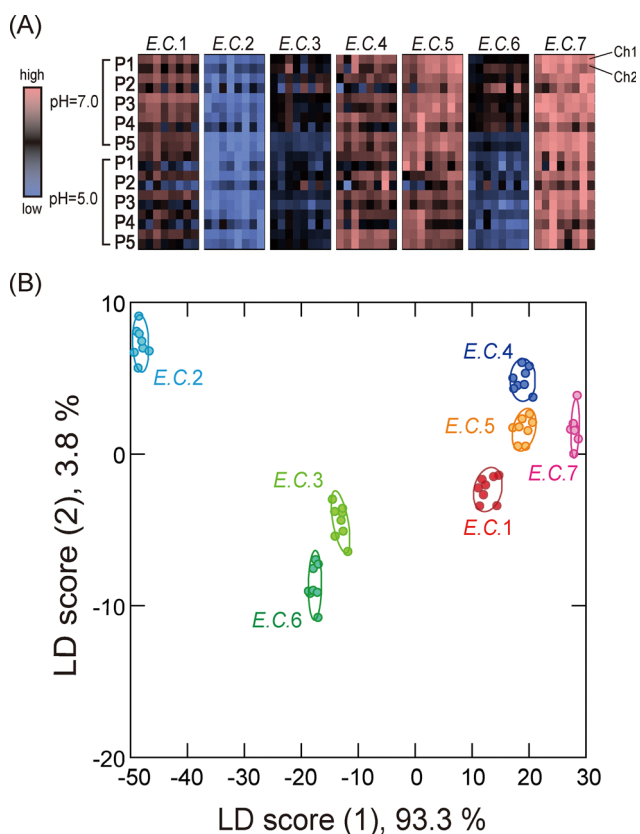 (A)
E.C.1 E.C.2 E.C.3 E.C.4 E.C.5 E.C.6 E.C.7
high
low
pH=7.0
P1
P2
P3
P4
P5
pH=5.0
P1
P2
P3
P4
P5
Ch1
Ch2
(B)
LD score (2), 3.8 %
10
0
-10
-20
E.C.2
E.C.4
E.C.5
E.C.7
E.C.3
E.C.1
E.C.6
-50 -40 -30 -20 -10 0 10 20 30
LD score (1), 93.3 %